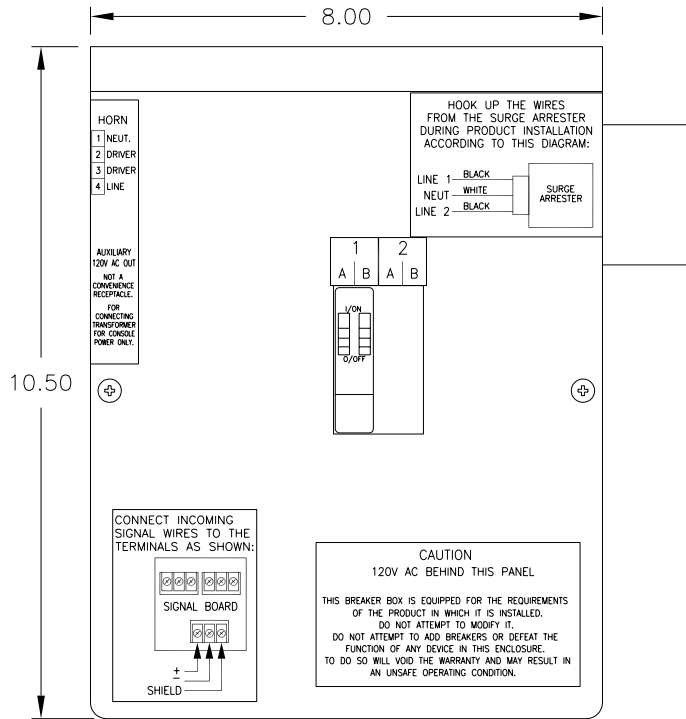 8.00
10.50
HORN
1 NEUT.
2 DRIVER
3 DRIVER
4 LINE
AUXILIARY
120V AC OUT
NOT A
CONVENIENCE
RECEPTACLE.
FOR
CONNECTING
TRANSFORMER
FOR CONSOLE
POWER ONLY.
HOOK UP THE WIRES
FROM THE SURGE ARRESTER
DURING PRODUCT INSTALLATION
ACCORDING TO THIS DIAGRAM:
LINE 1 BLACK
NEUT WHITE
LINE 2 BLACK
SURGE
ARRESTER
1 2
A B A B
I/ON
O/OFF
CONNECT INCOMING
SIGNAL WIRES TO THE
TERMINALS AS SHOWN:
SIGNAL BOARD
+
-
SHIELD
CAUTION
120V AC BEHIND THIS PANEL
THIS BREAKER BOX IS EQUIPPED FOR THE REQUIREMENTS
OF THE PRODUCT IN WHICH IT IS INSTALLED.
DO NOT ATTEMPT TO MODIFY IT.
DO NOT ATTEMPT TO ADD BREAKERS OR DEFEAT THE
FUNCTION OF ANY DEVICE IN THIS ENCLOSURE.
TO DO SO WILL VOID THE WARRANTY AND MAY RESULT IN
AN UNSAFE OPERATING CONDITION.